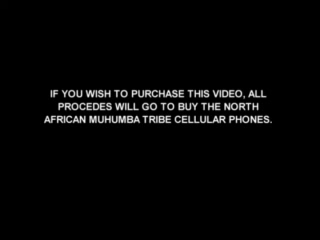 IF YOU WISH TO PURCHASE THIS VIDEO, ALL
PROCEDES WILL GO TO BUY THE NORTH
AFRICAN MUHUMBA TRIBE CELLULAR PHONES.